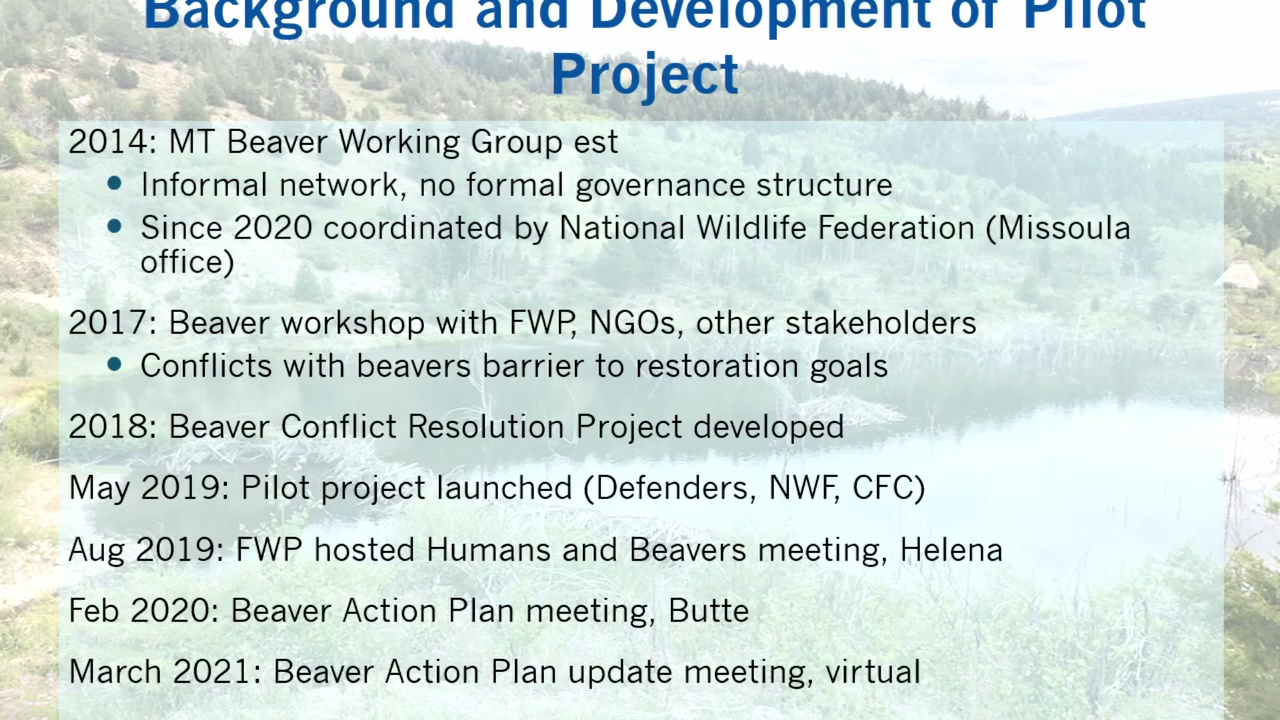 Background and Development of Pilot
Project
2014: MT Beaver Working Group est
• Informal network, no formal governance structure
• Since 2020 coordinated by National Wildlife Federation (Missoula
office)
2017: Beaver workshop with FWP, NGOs, other stakeholders
• Conflicts with beavers barrier to restoration goals
2018: Beaver Conflict Resolution Project developed
May 2019: Pilot project launched (Defenders, NWF, CFC)
Aug 2019: FWP hosted Humans and Beavers meeting, Helena
Feb 2020: Beaver Action Plan meeting, Butte
March 2021: Beaver Action Plan update meeting, virtual